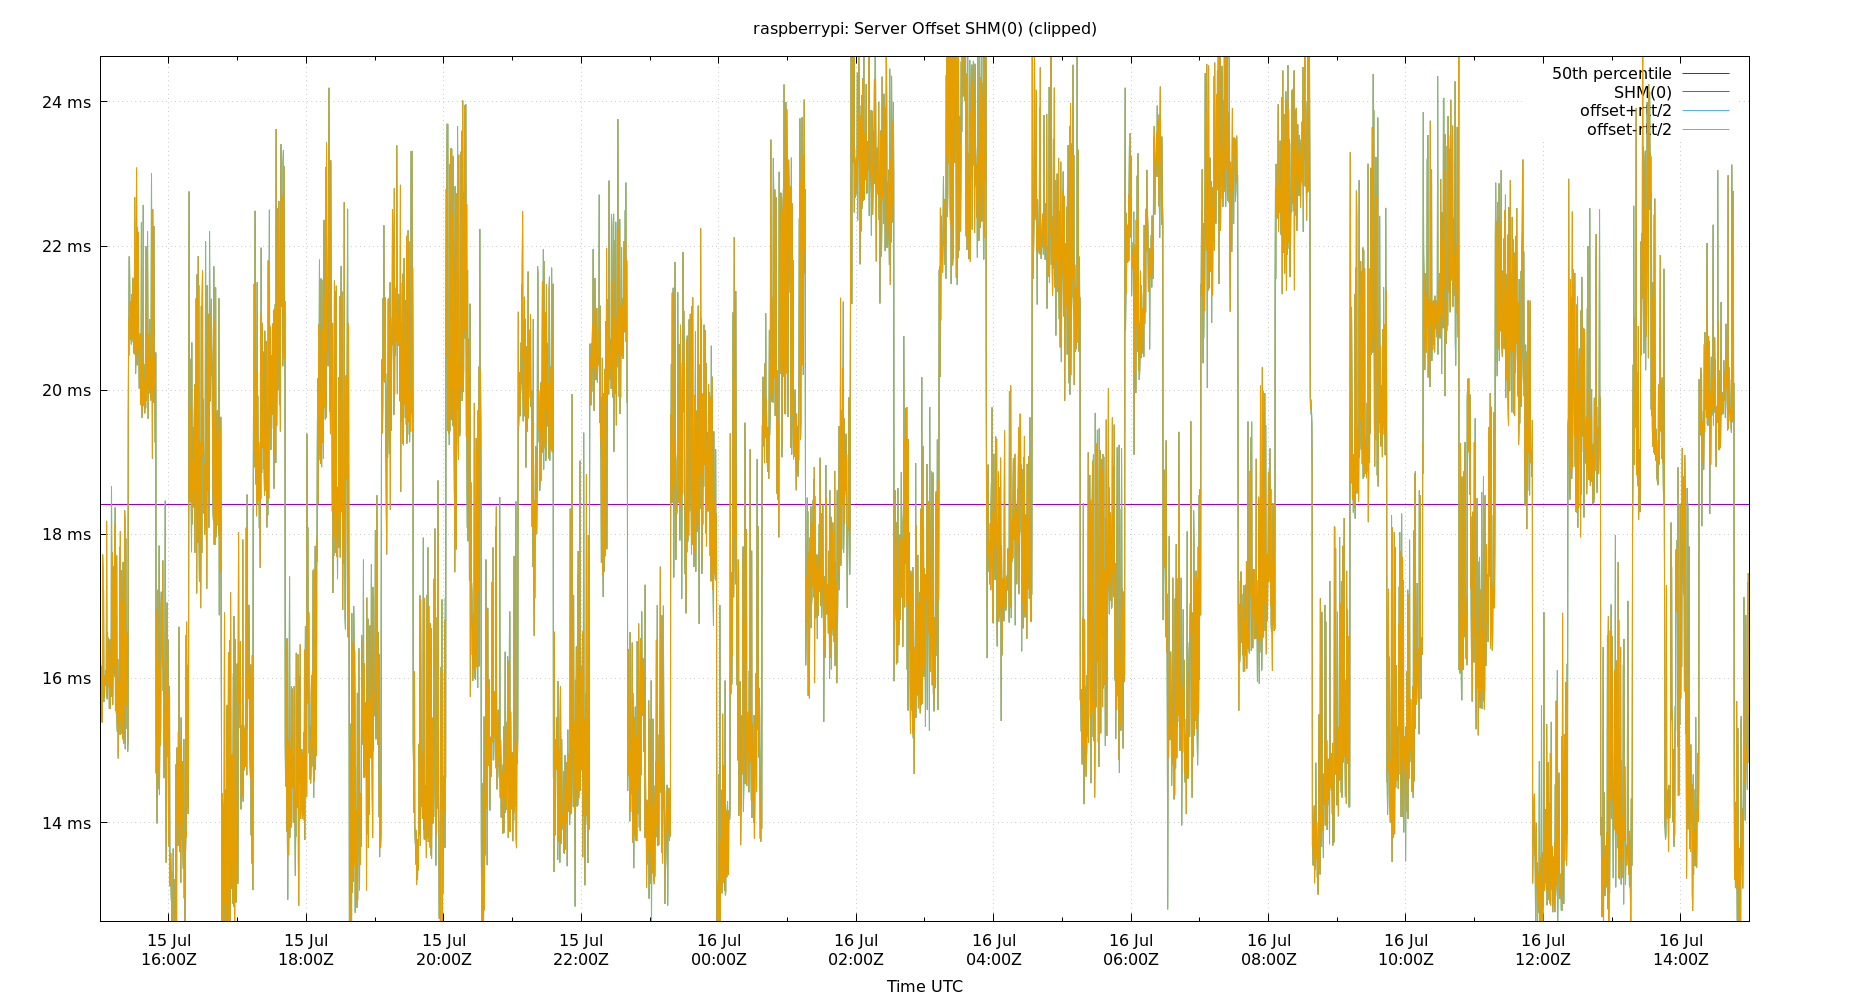 raspberrypi: Server Offset SHM(0) (clipped)
50th percentile
SHM(0)
offset+rtt/2
offset-rtt/2
24 ms
22 ms
20 ms
18 ms
16 ms
14 ms
15 Jul 15 Jul 15 Jul 15 Jul 16 Jul 16 Jul 16 Jul 16 Jul 16 Jul 16 Jul 16 Jul 16 Jul
16:00Z 18:00Z 20:00Z 22:00Z 00:00Z 02:00Z 04:00Z 06:00Z 08:00Z 10:00Z 12:00Z 14:00Z
Time UTC